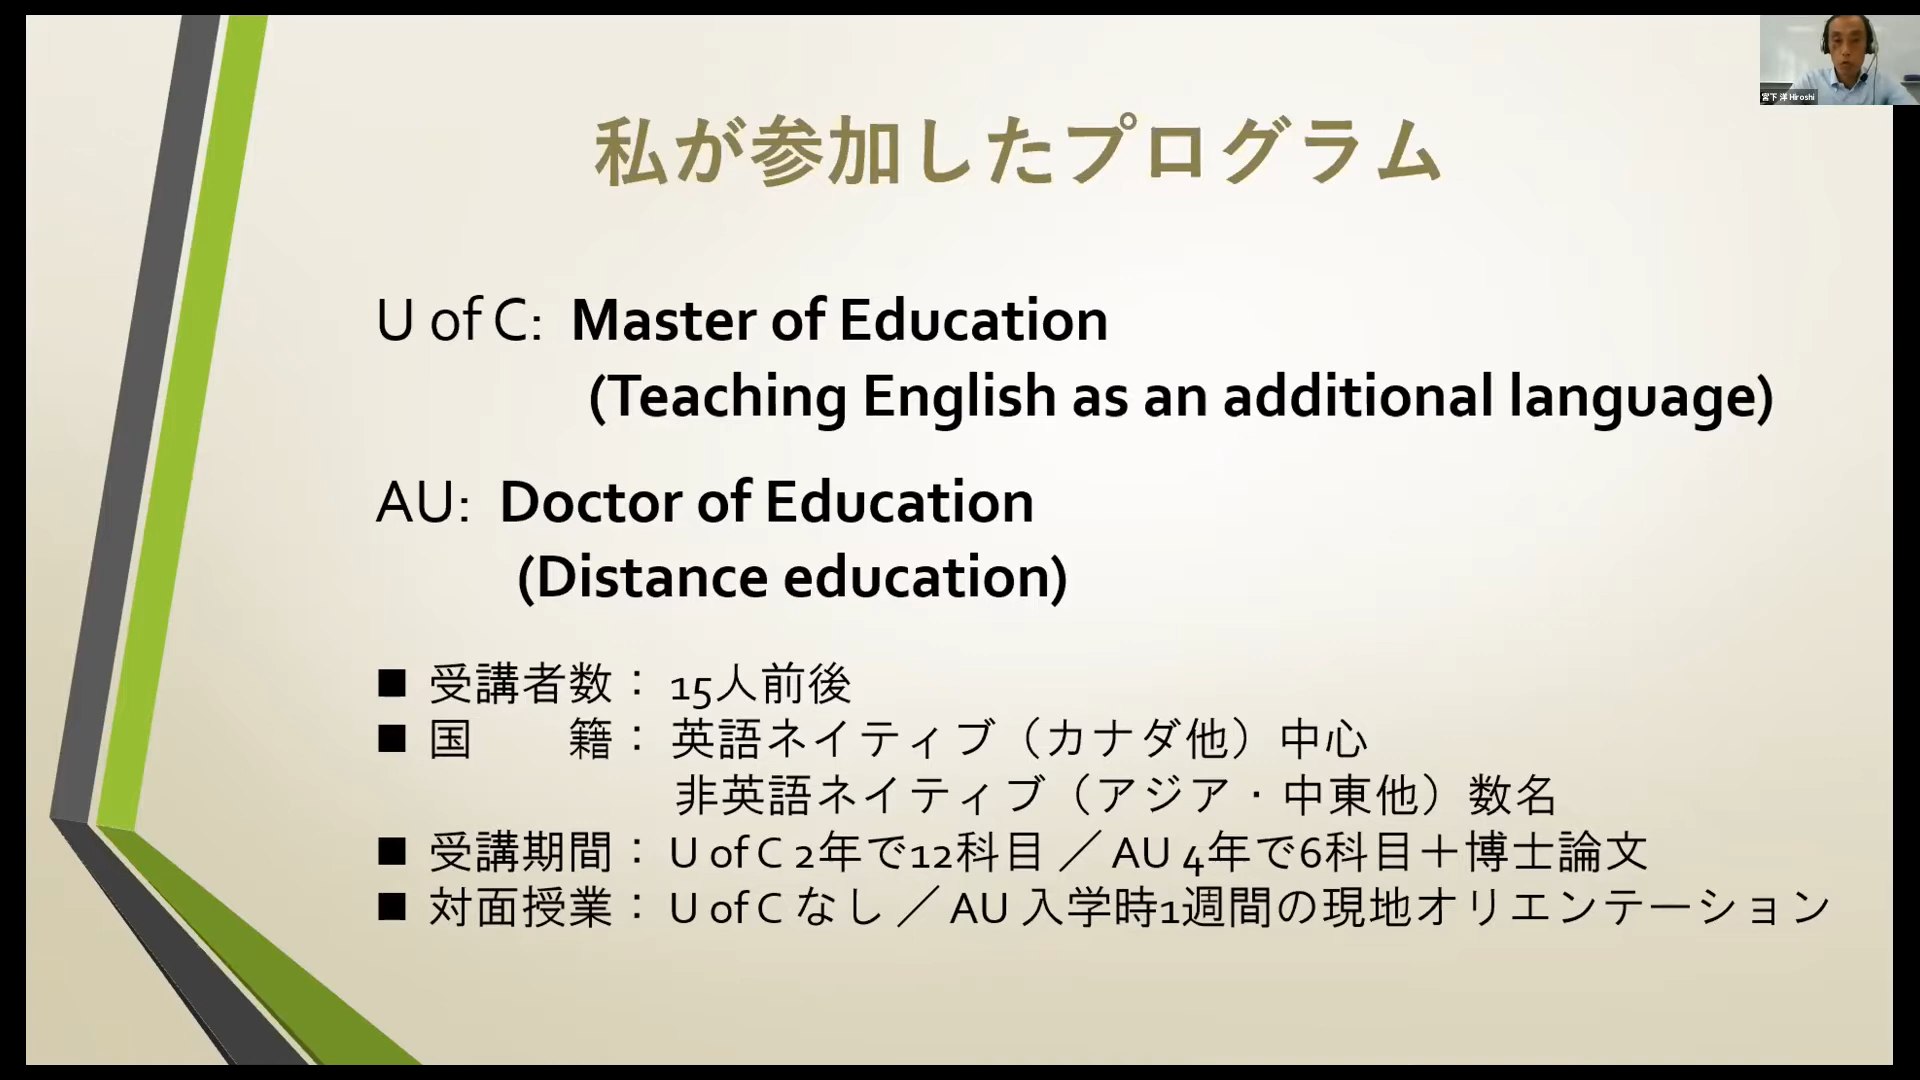 宮下 洋 Hiroshi
私が参加したプログラム
U of C: Master of Education
(Teaching English as an additional language)
AU: Doctor of Education
(Distance education)
■ 受講者数： 15人前後
■ 国　　籍： 英語ネイティブ（カナダ他）中心
非英語ネイティブ（アジア・中東他）数名
■ 受講期間： U of C 2年で12科目 ／ AU 4年で6科目＋博士論文
■ 対面授業： U of C なし ／ AU 入学時1週間の現地オリエンテーション